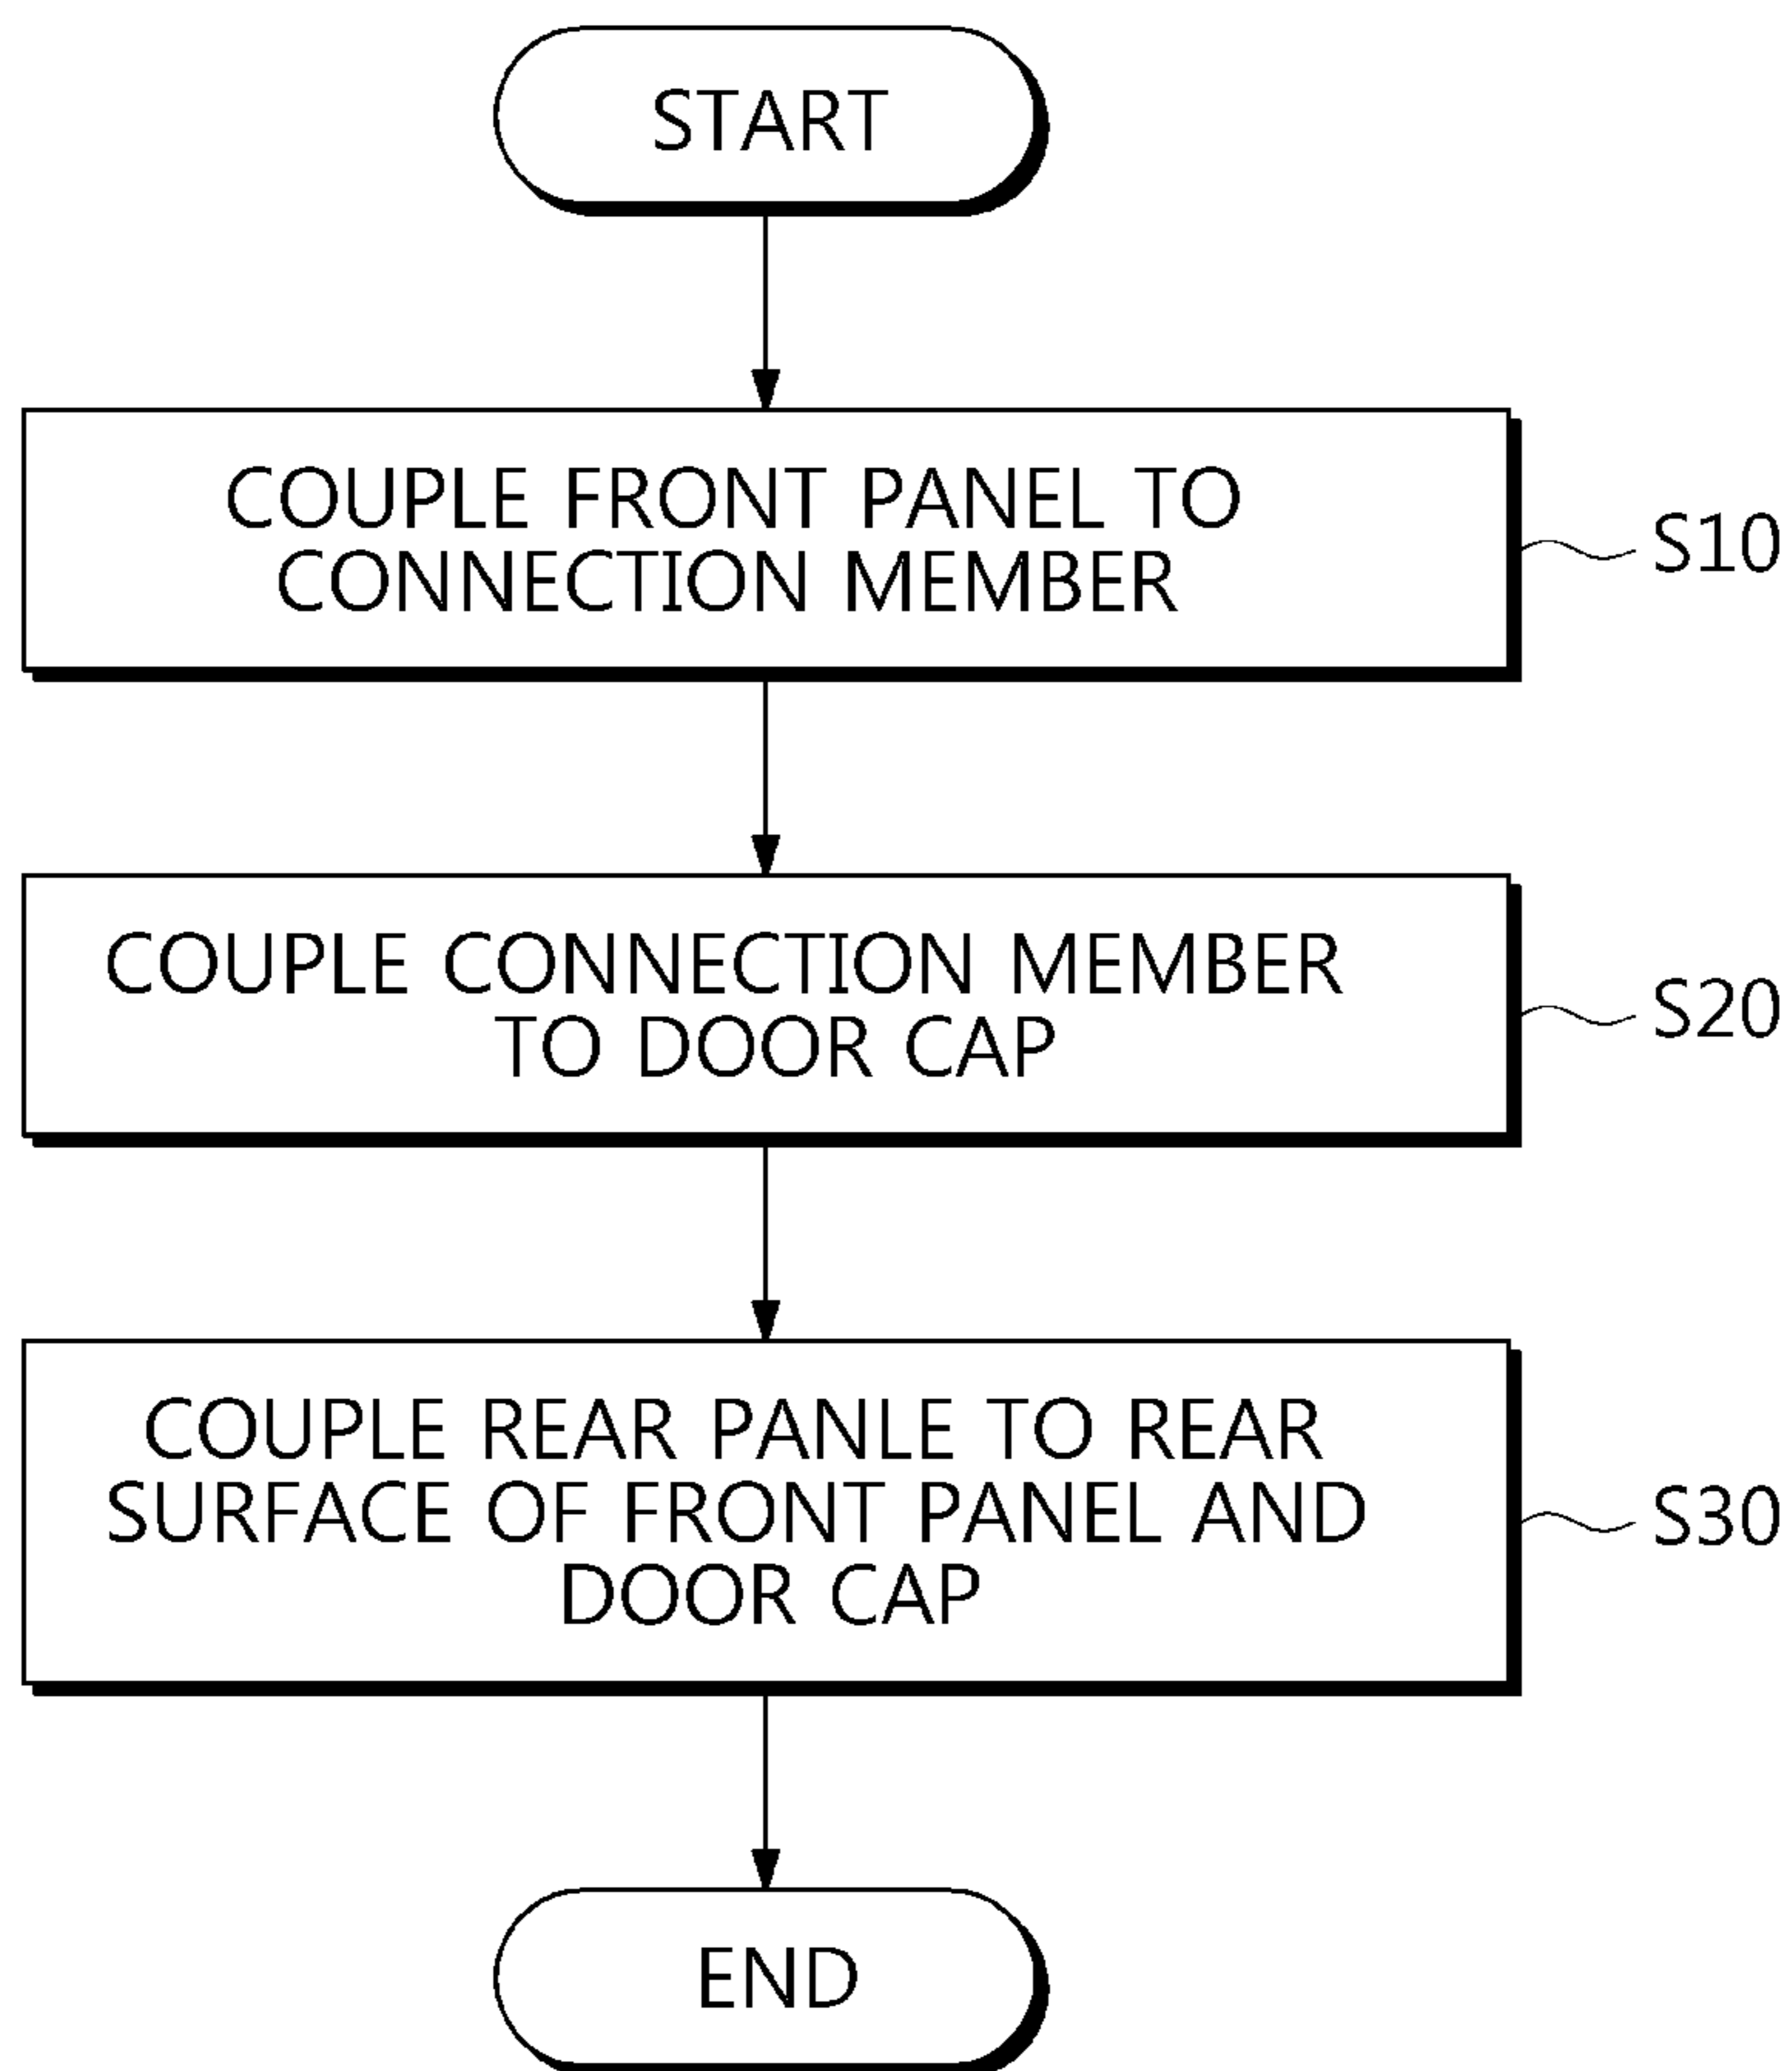 START
COUPLE FRONT PANEL TO
CONNECTION MEMBER
S10
COUPLE CONNECTION MEMBER
TO DOOR CAP
S20
COUPLE REAR PANLE TO REAR
SURFACE OF FRONT PANEL AND
DOOR CAP
S30
END